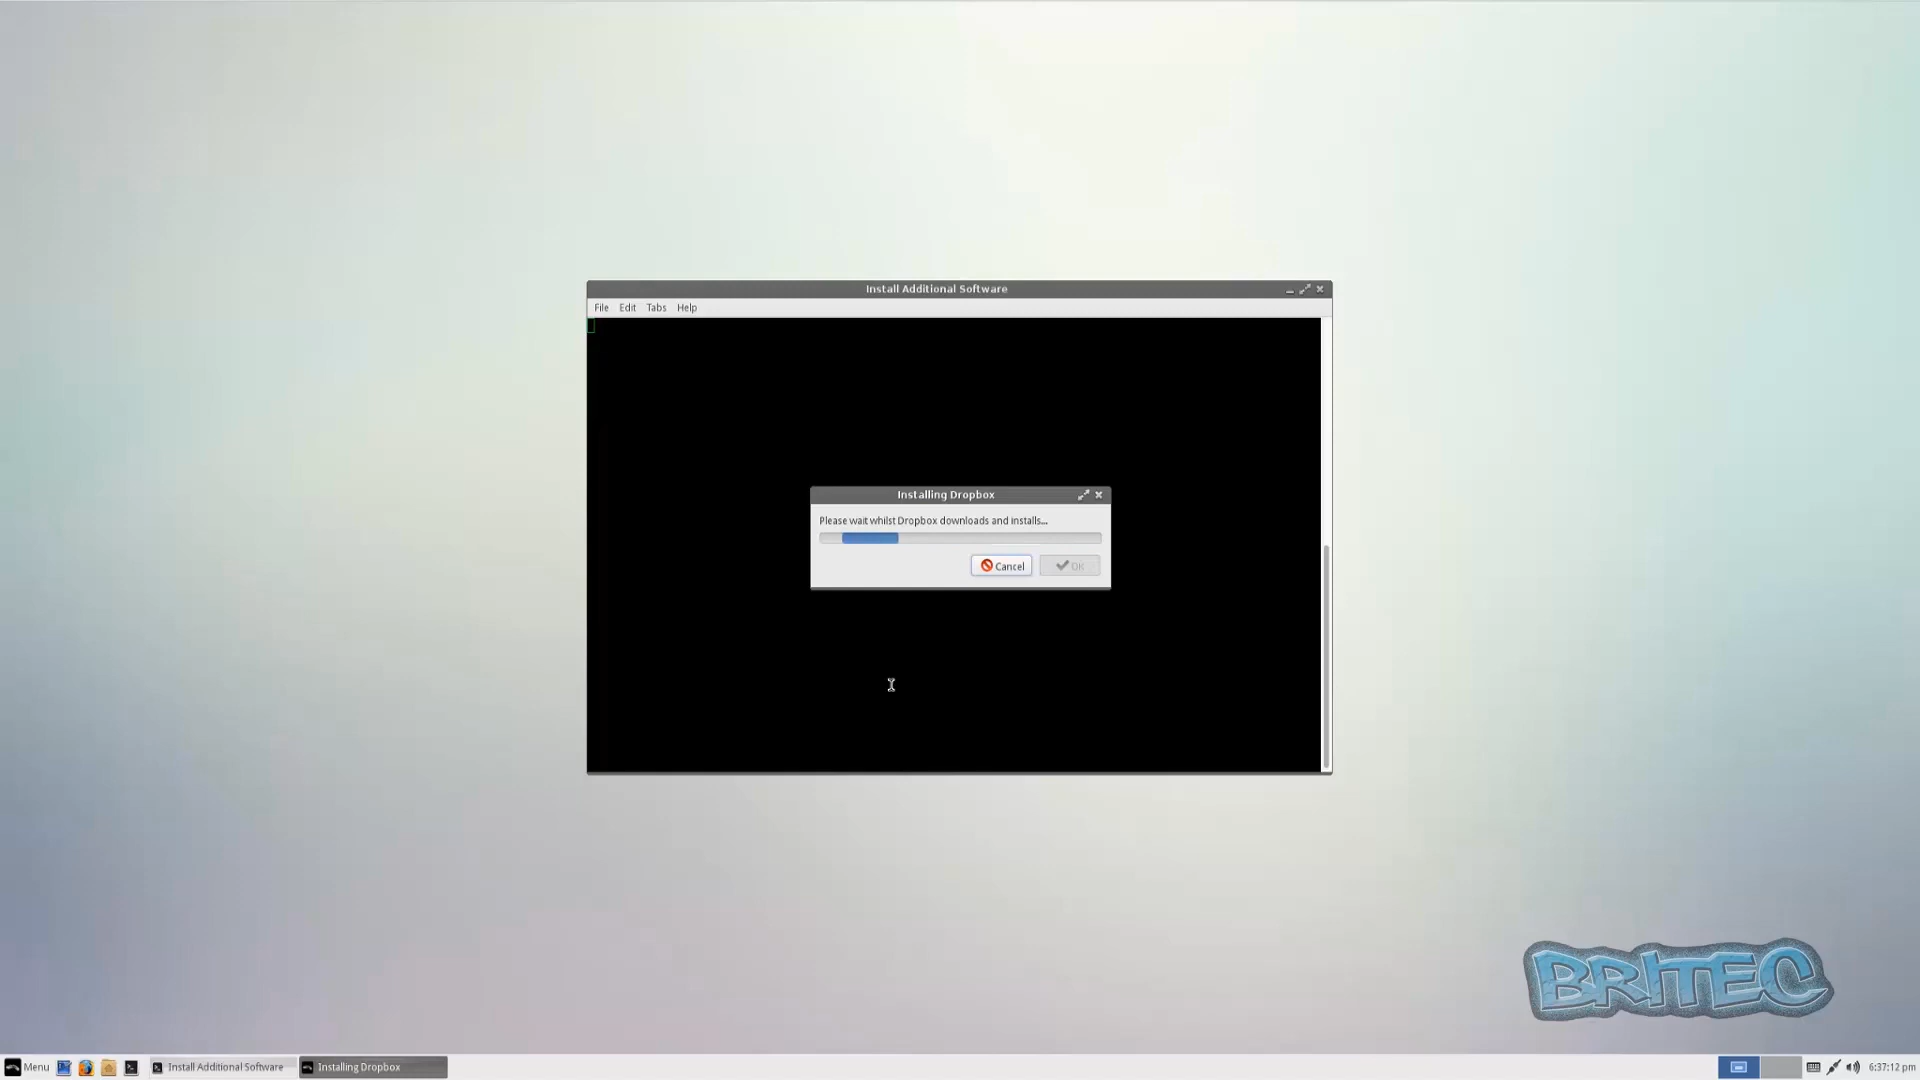 Install Additional Software
File Edit Tabs Help
Installing Dropbox
Please wait whilst Dropbox downloads and installs...
Cancel OK
BRITEC
Menu Install Additional Software Installing Dropbox 6:37:12 pm